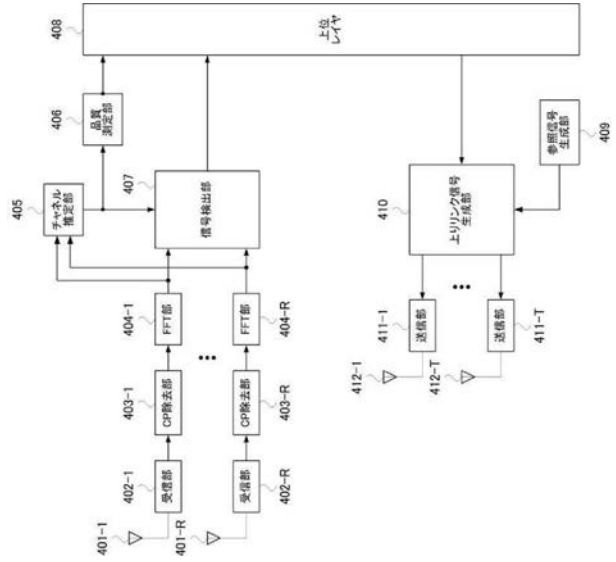 408
上位
レイヤ
406
品質
測定部
405
チャネル
推定部
407
信号検出部
404-1
FFT部
404-R
FFT部
403-1
CP除去部
403-R
CP除去部
402-1
受信部
402-R
受信部
401-1
401-R
410
上りリンク信号
生成部
参照信号
生成部
409
411-1
送信部
送信部
411-T
412-1
412-T